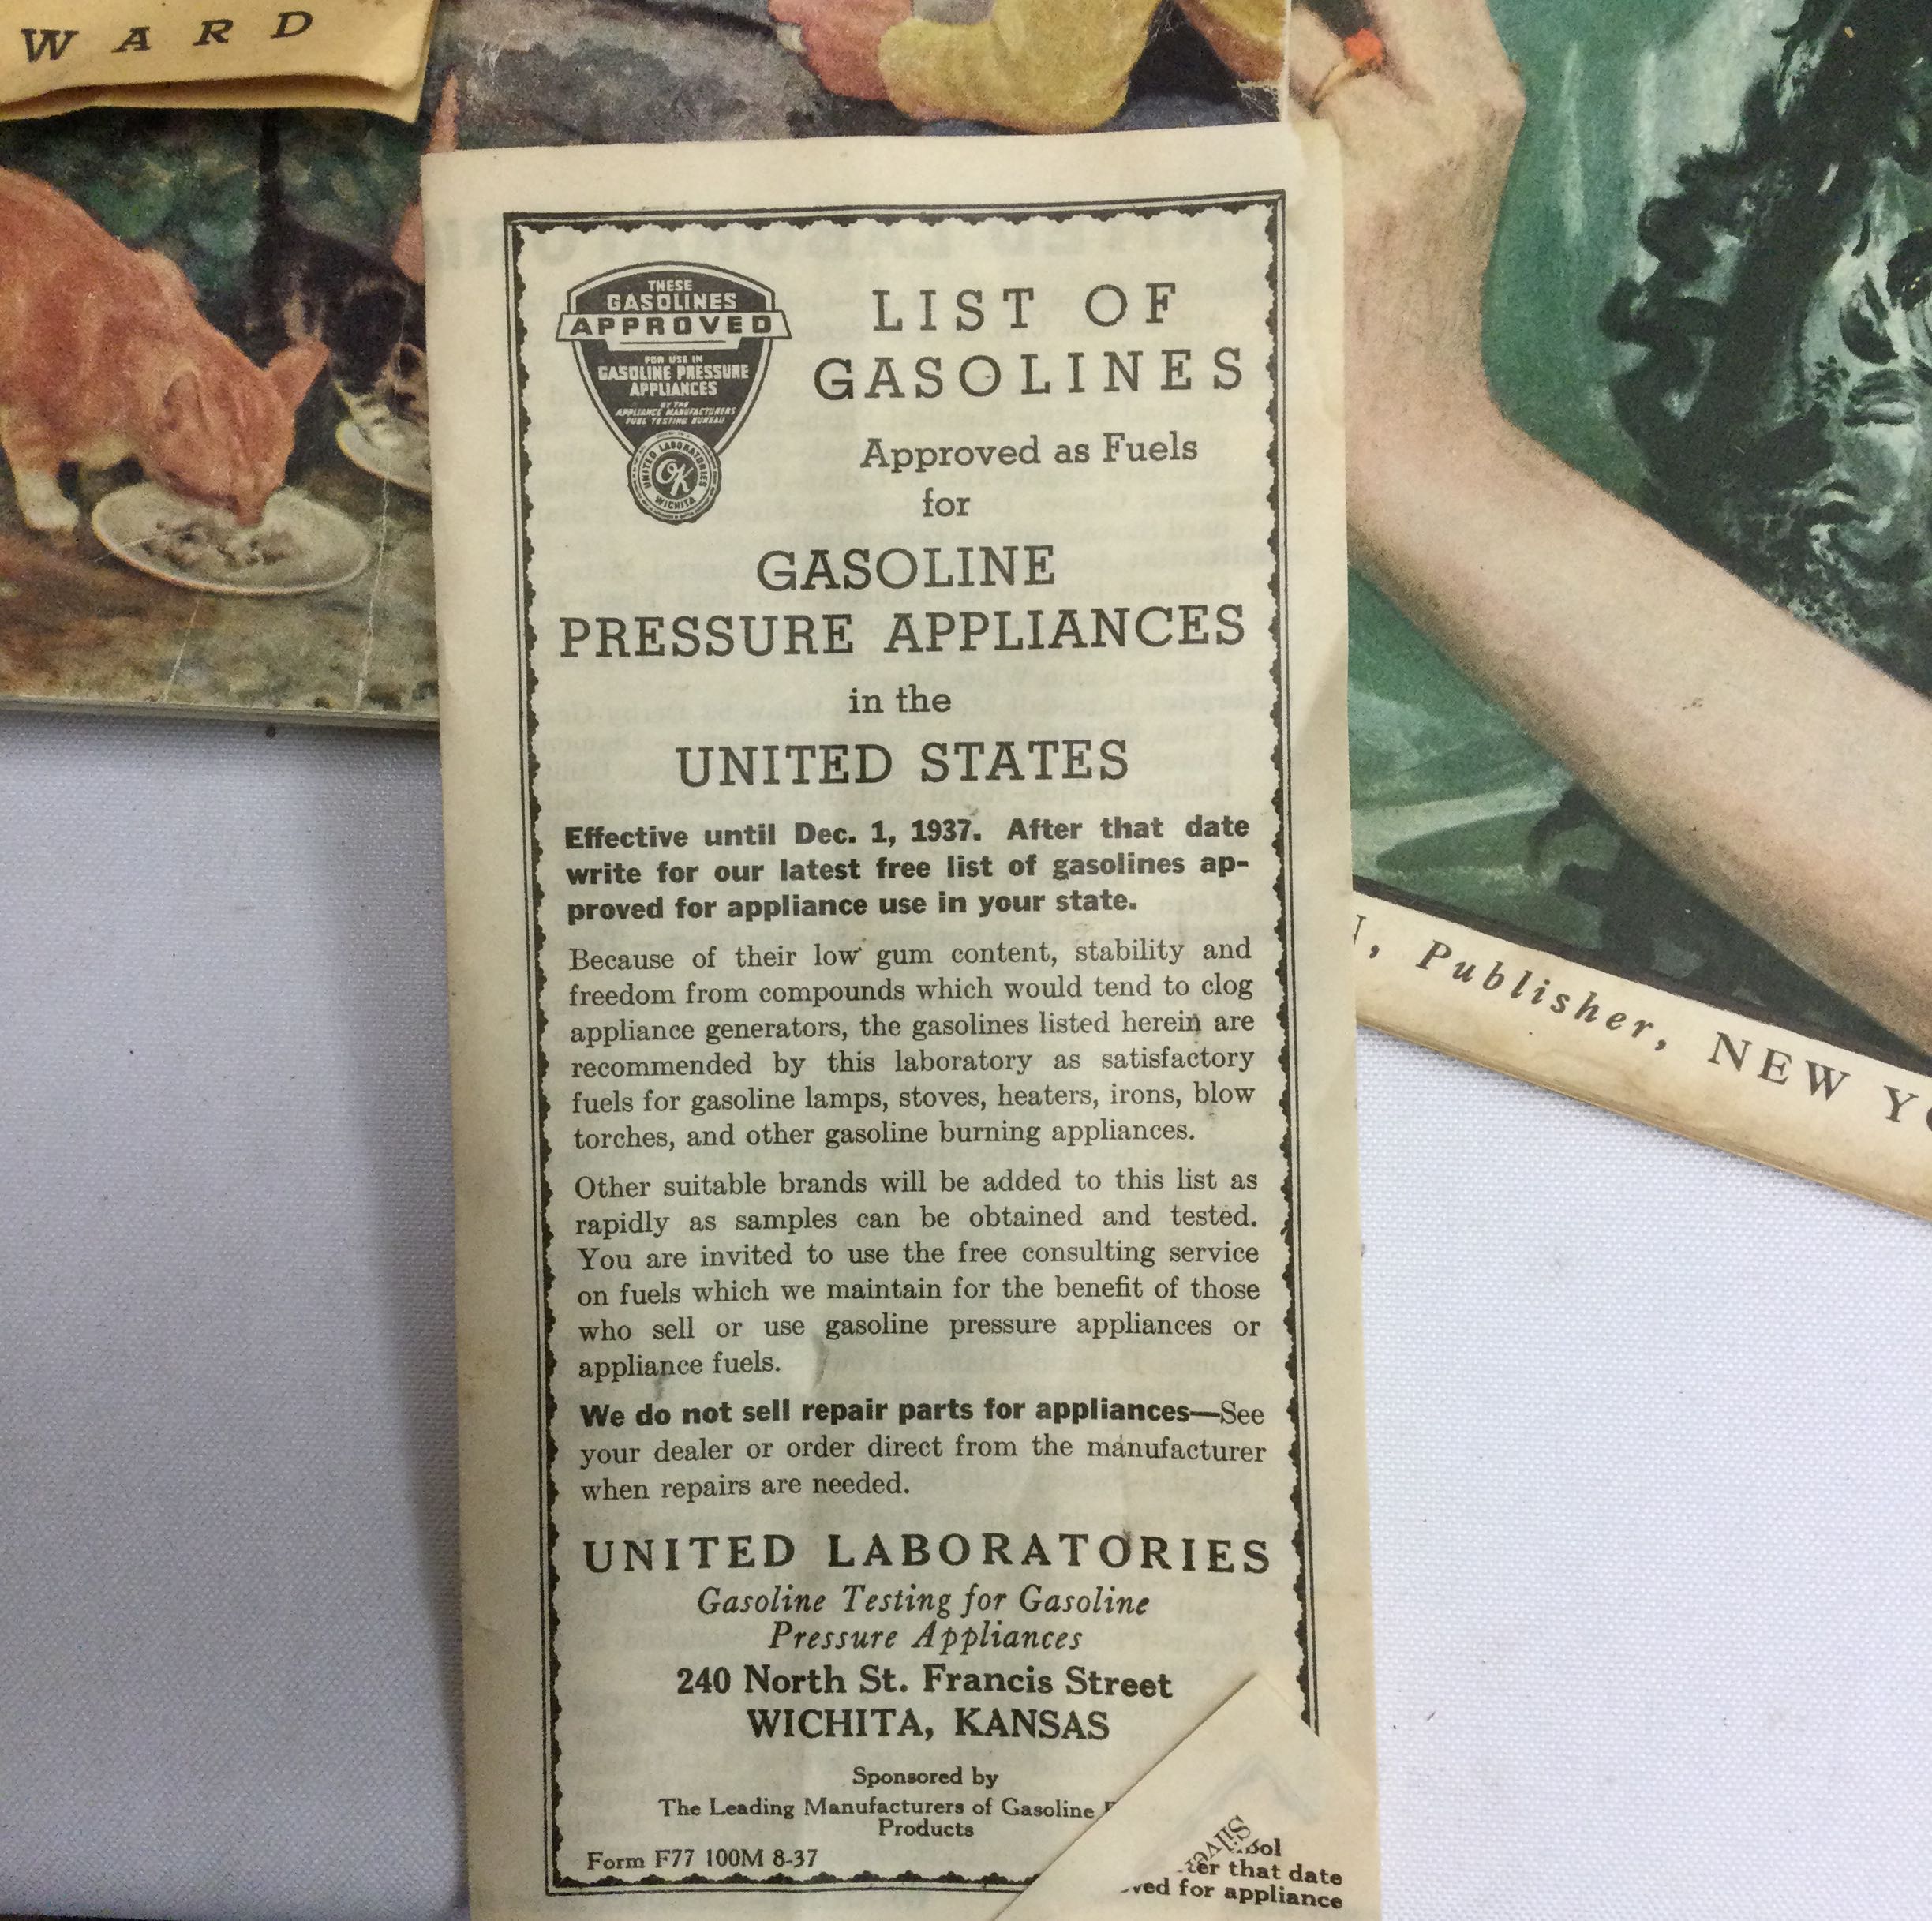 WARD
THESE
GASOLINES
APPROVED
FOR USE IN
GASOLINE PRESSURE
APPLIANCES
BY THE
APPLIANCE MANUFACTURERS
FUEL TESTING BUREAU
UNITED LABORATORIES
OK
WICHITA
LIST OF
GASOLINES
Approved as Fuels
for
GASOLINE
PRESSURE APPLIANCES
in the
UNITED STATES
Effective until Dec. 1, 1937. After that date
write for our latest free list of gasolines ap-
proved for appliance use in your state.
Because of their low gum content, stability and
freedom from compounds which would tend to clog
appliance generators, the gasolines listed herein are
recommended by this laboratory as satisfactory
fuels for gasoline lamps, stoves, heaters, irons, blow
torches, and other gasoline burning appliances.
Other suitable brands will be added to this list as
rapidly as samples can be obtained and tested.
You are invited to use the free consulting service
on fuels which we maintain for the benefit of those
who sell or use gasoline pressure appliances or
appliance fuels.
We do not sell repair parts for appliances—See
your dealer or order direct from the manufacturer
when repairs are needed.
UNITED LABORATORIES
Gasoline Testing for Gasoline
Pressure Appliances
240 North St. Francis Street
WICHITA, KANSAS
Sponsored by
The Leading Manufacturers of Gasoline
Products
Form F77 100M 8-37
that date
for appliance
, Publisher, NEW